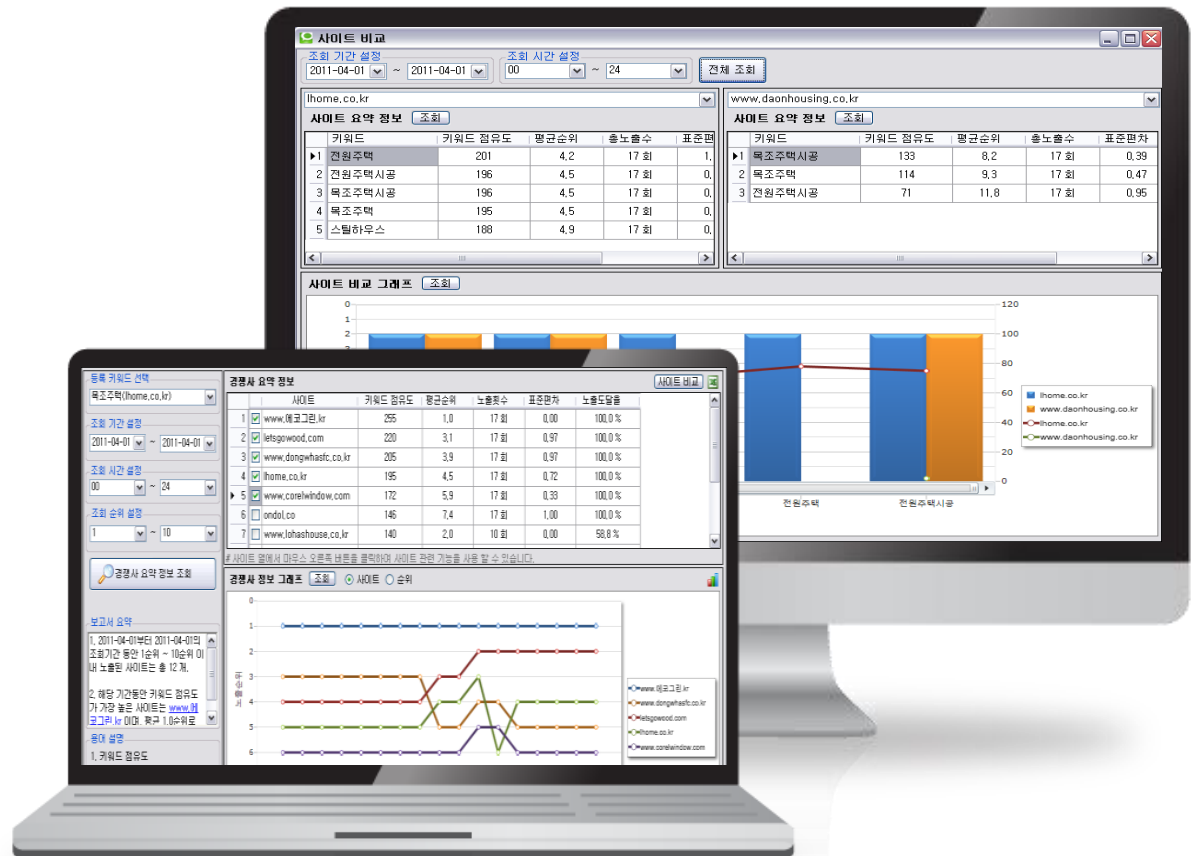 사이트 비교
조회 기간 설정 조회 시간 설정
2011-04-01 ~ 2011-04-01 00 ~ 24 전체 조회
lhome.co.kr
사이트 요약 정보 조회
키워드 키워드 점유도 평균순위 총노출수 표준편
1 전원주택 201 4.2 17 회 1.
2 전원주택시공 196 4.5 17 회 0.
3 목조주택시공 196 4.5 17 회 0.
4 목조주택 195 4.5 17 회 0.
5 스틸하우스 188 4.9 17 회 0.
www.daonhousing.co.kr
사이트 요약 정보 조회
키워드 키워드 점유도 평균순위 총노출수 표준편차
1 목조주택시공 133 8.2 17 회 0.39
2 목조주택 114 9.3 17 회 0.47
3 전원주택시공 71 11.8 17 회 0.95
사이트 비교 그래프 조회
0
1
2
120
100
80
60
40
20
0
전원주택 전원주택시공
lhome.co.kr
www.daonhousing.co.kr
lhome.co.kr
www.daonhousing.co.kr
등록 키워드 선택
목조주택(lhome.co.kr)
조회 기간 설정
2011-04-01 ~ 2011-04-01
조회 시간 설정
00 ~ 24
조회 순위 설정
1 ~ 10
경쟁사 요약 정보 조회
보고서 요약
1. 2011-04-01부터 2011-04-01의
조회기간 동안 1순위 ~ 10순위 이
내 노출된 사이트는 총 12 개.
2. 해당 기간동안 키워드 점유도
가 가장 높은 사이트는 www.에
코그린.kr 이며, 평균 1.0순위로
용어 설명
1. 키워드 점유도
경쟁사 요약 정보 사이트 비교
사이트 키워드 점유도 평균순위 노출횟수 표준편차 노출도달율
1 www.에코그린.kr 255 1.0 17 회 0.00 100.0 %
2 letsgowood.com 220 3.1 17 회 0.97 100.0 %
3 www.dongwhasfc.co.kr 205 3.9 17 회 0.97 100.0 %
4 lhome.co.kr 195 4.5 17 회 0.72 100.0 %
5 www.corelwindow.com 172 5.9 17 회 0.33 100.0 %
6 ondol.co 146 7.4 17 회 1.00 100.0 %
7 www.lohashouse.co.kr 140 2.0 10 회 0.00 58.8 %
# 사이트 열에서 마우스 오른쪽 버튼을 클릭하여 사이트 관련 기능을 사용 할 수 있습니다.
경쟁사 정보 그래프 조회 사이트 순위
노출순위
0
1
2
3
4
5
6
www.에코그린.kr
www.dongwhasfc.co.kr
letsgowood.com
lhome.co.kr
www.corelwindow.com